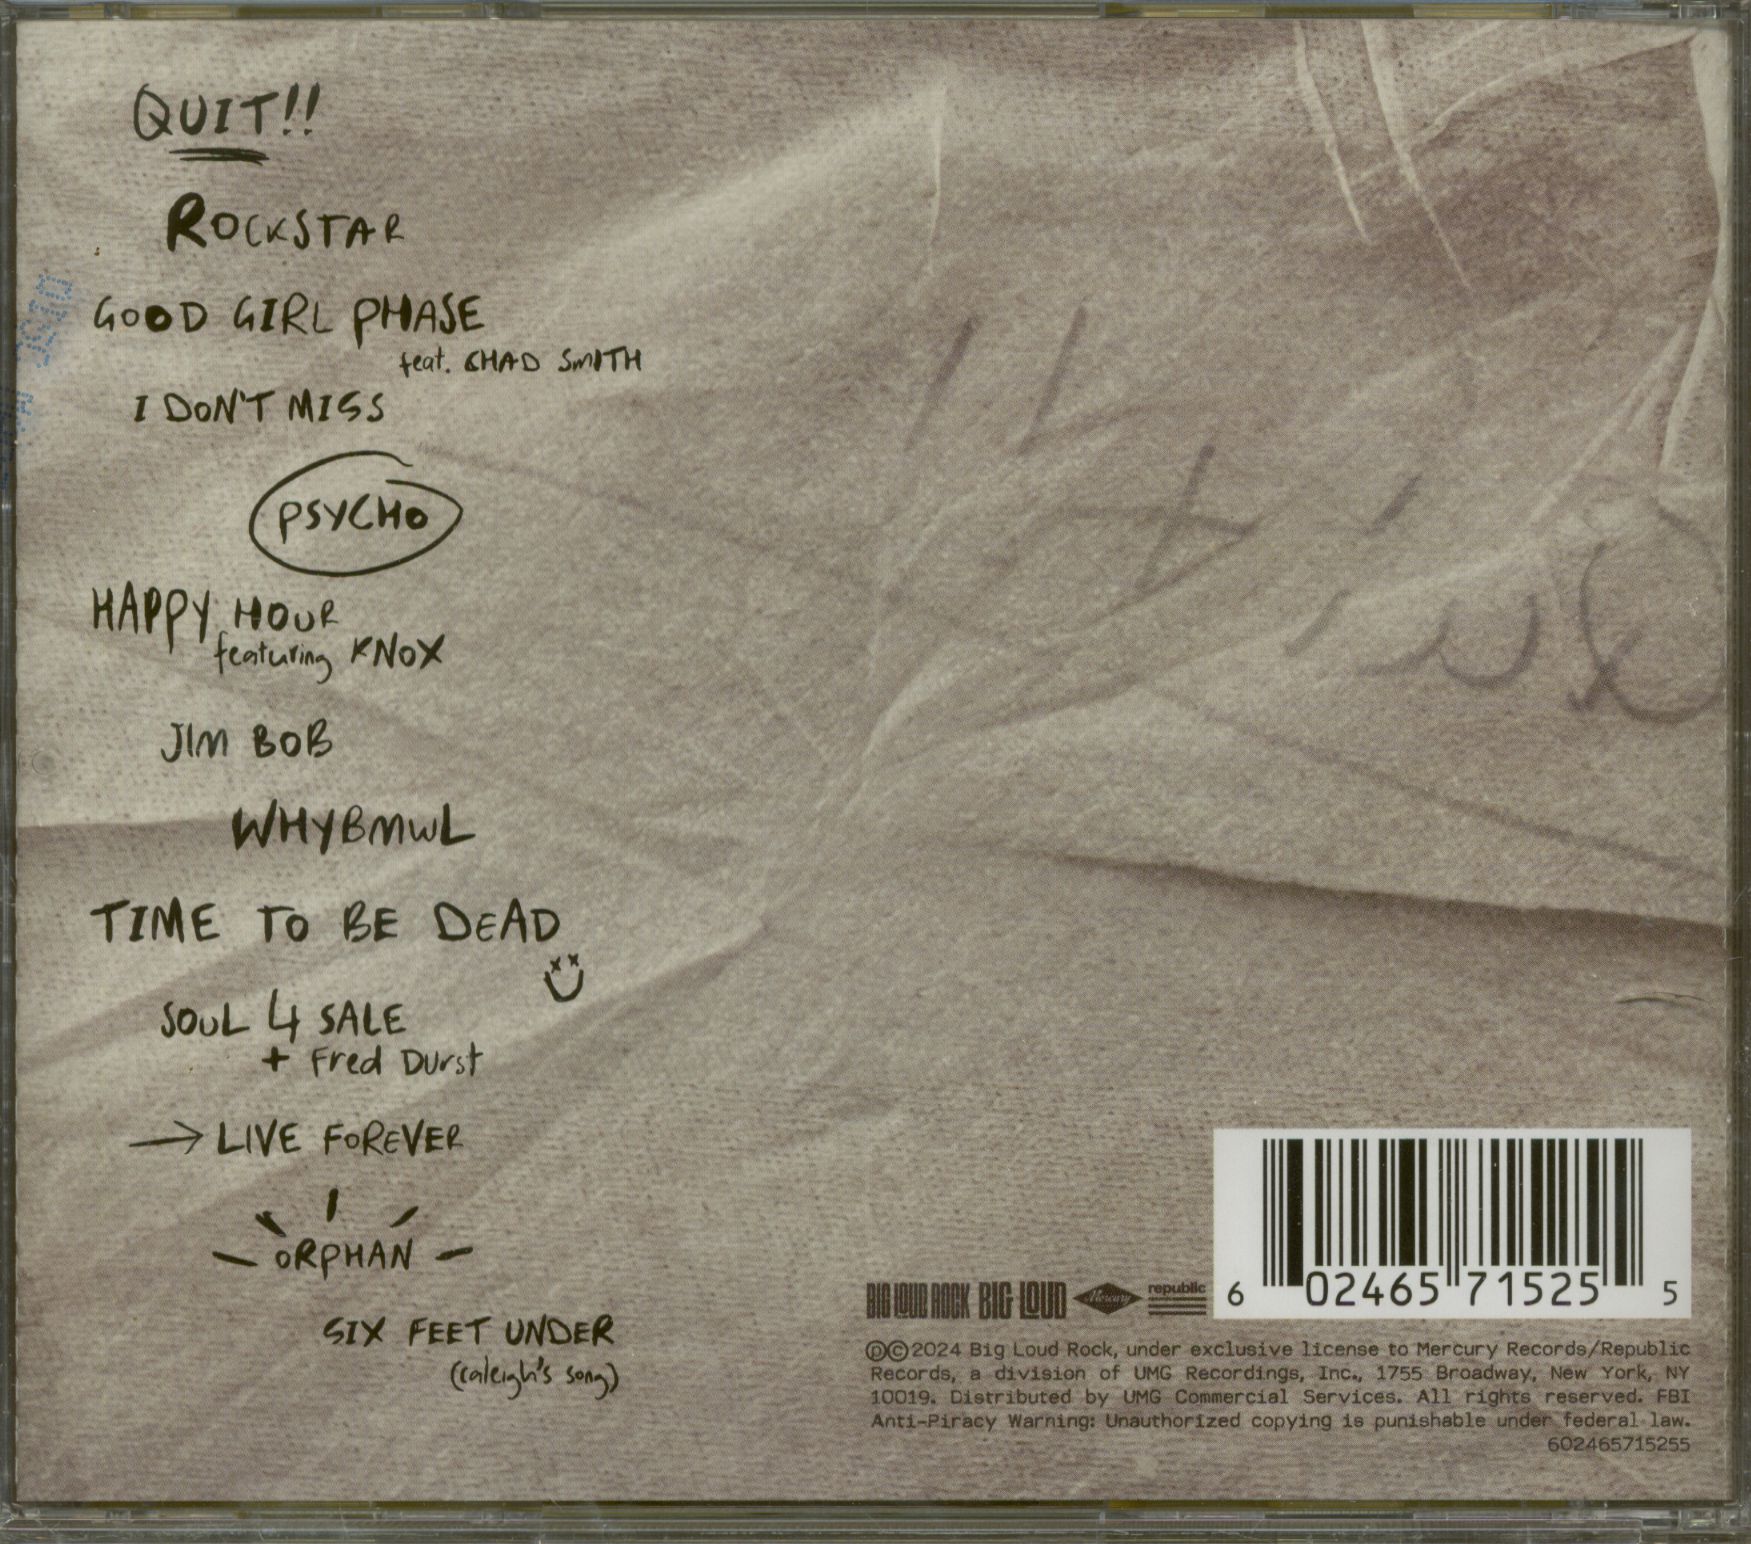 QUIT!!
ROCKSTAR
GOOD GIRL PHASE
feat. CHAD SMITH
I DON'T MISS
PSYCHO
HAPPY HOUR
featuring KNOX
JIM BOB
WHYBMWL
TIME TO BE DEAD
SOUL 4 SALE
+ Fred Durst
LIVE FOREVER
ORPHAN
SIX FEET UNDER
(raleigh's song)
BIG LOUD ROCK BIG LOUD Mercury republic
6 02465 71525 5
ⓟ©2024 Big Loud Rock, under exclusive license to Mercury Records/Republic
Records, a division of UMG Recordings, Inc., 1755 Broadway, New York, NY
10019. Distributed by UMG Commercial Services. All rights reserved. FBI
Anti-Piracy Warning: Unauthorized copying is punishable under federal law.
602465715255